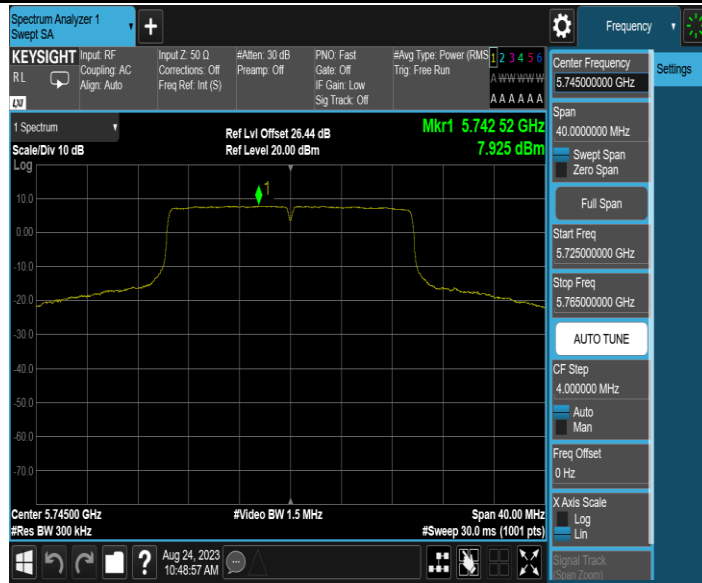 Spectrum Analyzer 1
Swept SA
+
Frequency
KEYSIGHT
RL
LXI
Input: RF
Coupling: AC
Align: Auto
Input Z: 50 Ω
Corrections: Off
Freq Ref: Int (S)
#Atten: 30 dB
Preamp: Off
PNO: Fast
Gate: Off
IF Gain: Low
Sig Track: Off
#Avg Type: Power (RMS
Trig: Free Run
1 2 3 4 5 6
A W W W W W
A A A A A A
1 Spectrum
Scale/Div 10 dB
Log
Ref Lvl Offset 26.44 dB
Ref Level 20.00 dBm
Mkr1 5.742 52 GHz
7.925 dBm
1
10.0
0.00
-10.0
-20.0
-30.0
-40.0
-50.0
-60.0
-70.0
Center 5.74500 GHz
#Res BW 300 kHz
#Video BW 1.5 MHz
Span 40.00 MHz
#Sweep 30.0 ms (1001 pts)
?
Aug 24, 2023
10:48:57 AM
Center Frequency
5.745000000 GHz
Settings
Span
40.0000000 MHz
Swept Span
Zero Span
Full Span
Start Freq
5.725000000 GHz
Stop Freq
5.765000000 GHz
AUTO TUNE
CF Step
4.000000 MHz
Auto
Man
Freq Offset
0 Hz
X Axis Scale
Log
Lin
Signal Track
(Span Zoom)